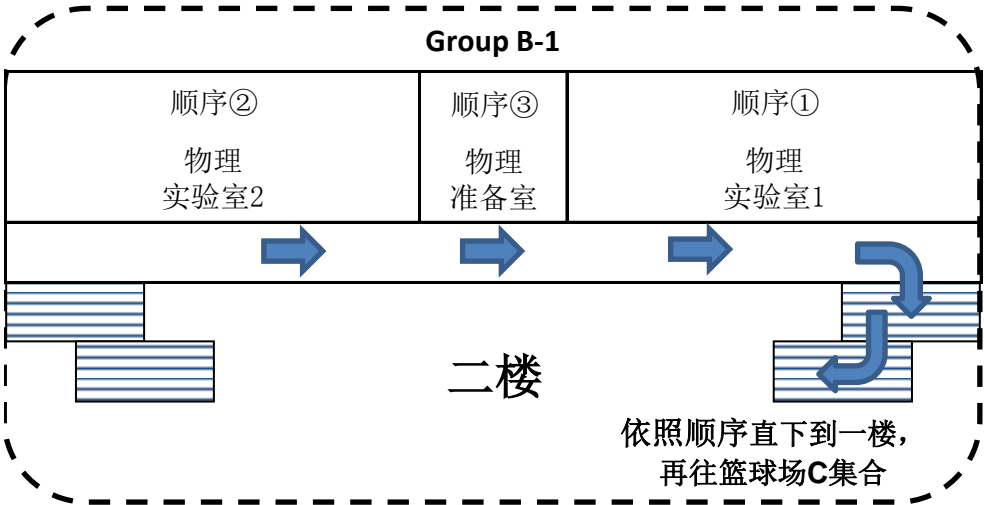 Group B-1
顺序②
物理
实验室2
顺序③
物理
准备室
顺序①
物理
实验室1
二楼
依照顺序直下到一楼，
再往篮球场C集合